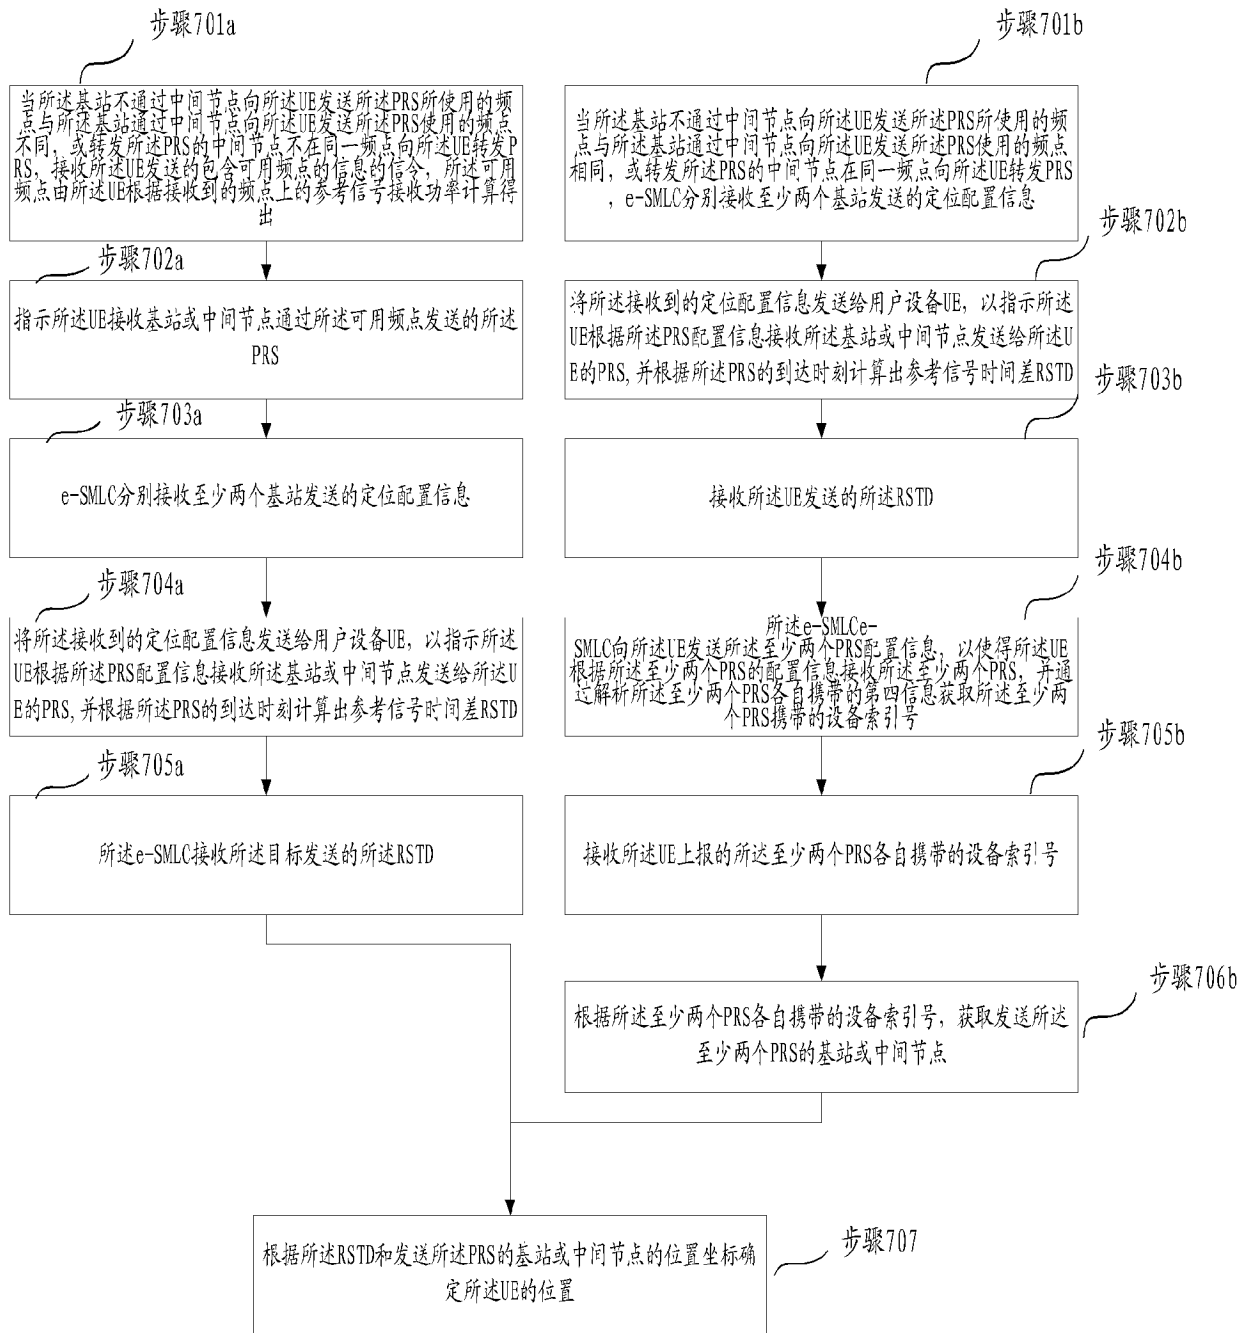 步骤701a
当所述基站不通过中间节点向所述UE发送所述PRS所使用的频
点与所述基站通过中间节点向所述UE发送所述PRS使用的频点
不同，或转发所述PRS的中间节点不在同一频点向所述UE转发P
RS，接收所述UE发送的包含可用频点的信息的信令，所述可用
频点由所述UE根据接收到的频点上的参考信号接收功率计算得
出
步骤702a
指示所述UE接收基站或中间节点通过所述可用频点发送的所述
PRS
步骤703a
e-SMLC分别接收至少两个基站发送的定位配置信息
步骤704a
将所述接收到的定位配置信息发送给用户设备UE，以指示所述
UE根据所述PRS配置信息接收所述基站或中间节点发送给所述U
E的PRS,并根据所述PRS的到达时刻计算出参考信号时间差RSTD
步骤705a
所述e-SMLC接收所述目标发送的所述RSTD
步骤701b
当所述基站不通过中间节点向所述UE发送所述PRS所使用的频
点与所述基站通过中间节点向所述UE发送所述PRS使用的频点
相同，或转发所述PRS的中间节点在同一频点向所述UE转发PRS
，e-SMLC分别接收至少两个基站发送的定位配置信息
步骤702b
将所述接收到的定位配置信息发送给用户设备UE，以指示所述
UE根据所述PRS配置信息接收所述基站或中间节点发送给所述U
E的PRS,并根据所述PRS的到达时刻计算出参考信号时间差RSTD
步骤703b
接收所述UE发送的所述RSTD
步骤704b
所述e-SMLCe-
SMLC向所述UE发送所述至少两个PRS配置信息，以使得所述UE
根据所述至少两个PRS的配置信息接收所述至少两个PRS，并通
过解析所述至少两个PRS各自携带的第四信息获取所述至少两
个PRS携带的设备索引号
步骤705b
接收所述UE上报的所述至少两个PRS各自携带的设备索引号
步骤706b
根据所述至少两个PRS各自携带的设备索引号，获取发送所述
至少两个PRS的基站或中间节点
步骤707
根据所述RSTD和发送所述PRS的基站或中间节点的位置坐标确
定所述UE的位置